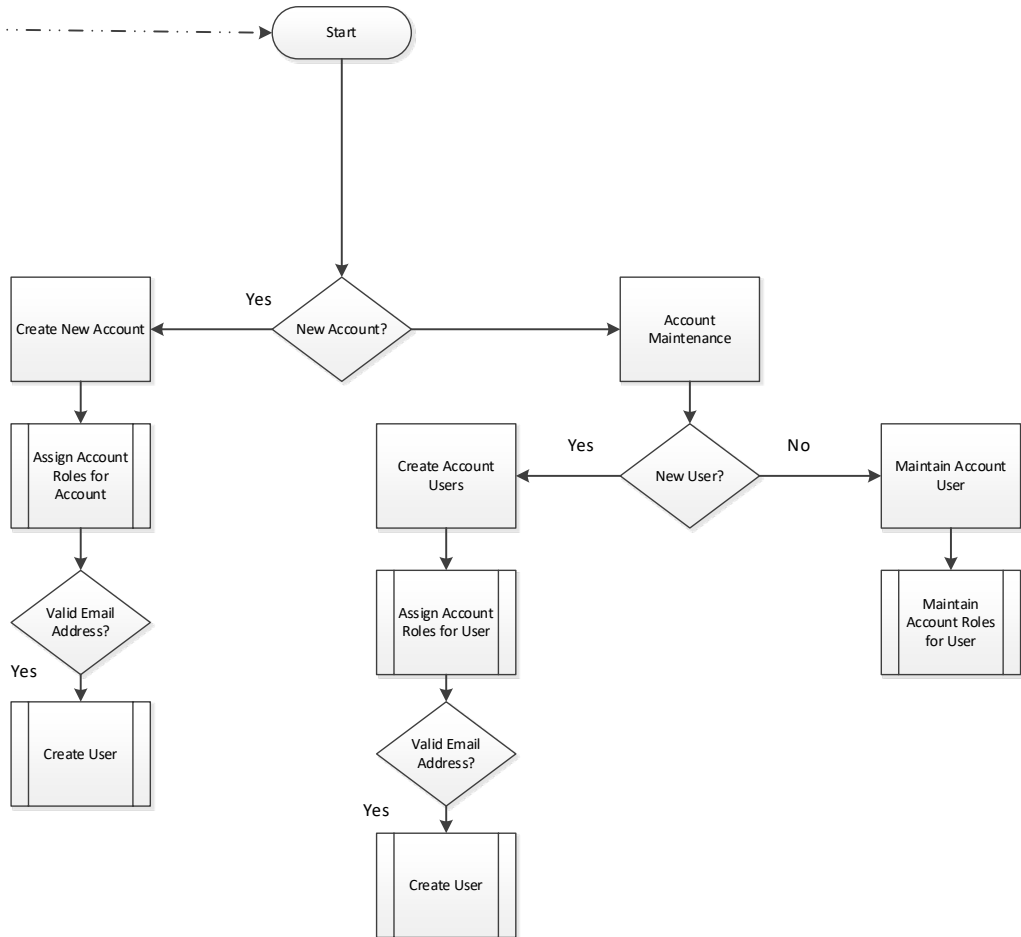 Start
Yes
Create New Account
New Account?
Account
Maintenance
Assign Account
Roles for
Account
Create Account
Users
Yes
New User?
No
Maintain Account
User
Valid Email
Address?
Yes
Assign Account
Roles for User
Maintain
Account Roles
for User
Create User
Valid Email
Address?
Yes
Create User